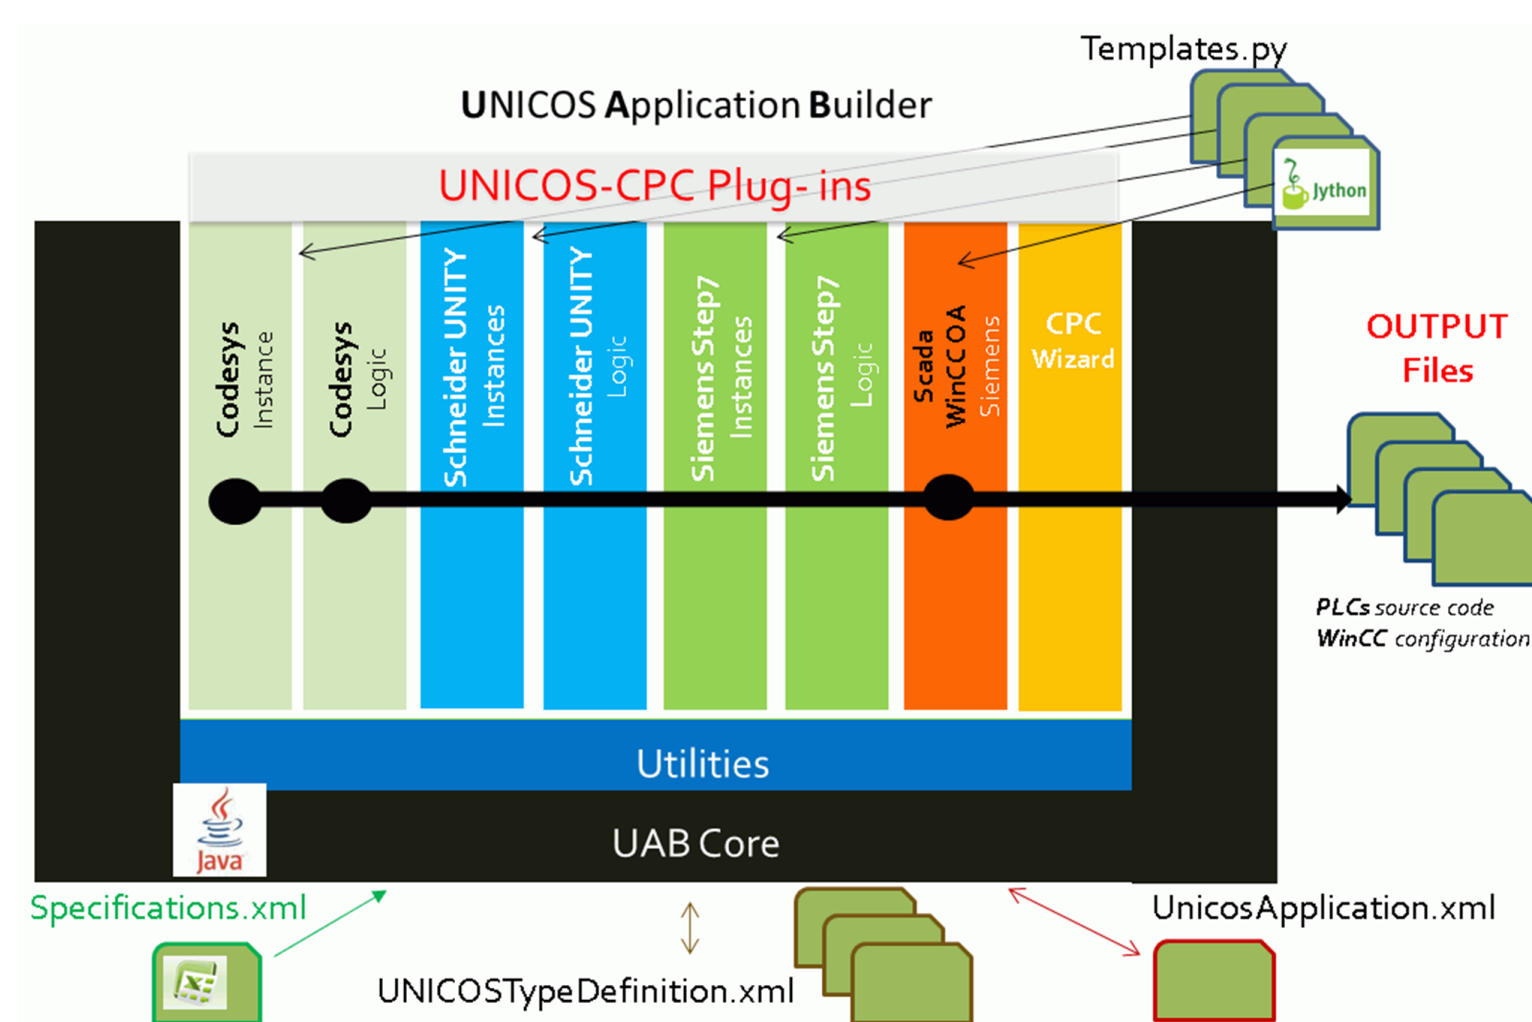 Templates.py
UNICOS Application Builder
UNICOS-CPC Plug- ins
Jython
Codesys
Instance
Codesys
Logic
Schneider UNITY
Instances
Schneider UNITY
Logic
Siemens Step7
Instances
Siemens Step7
Logic
Scada
WinCC OA
Siemens
CPC
Wizard
OUTPUT
Files
PLCs source code
WinCC configuration
Utilities
UAB Core
Java
Specifications.xml
UnicosApplication.xml
UNICOSTypeDefinition.xml